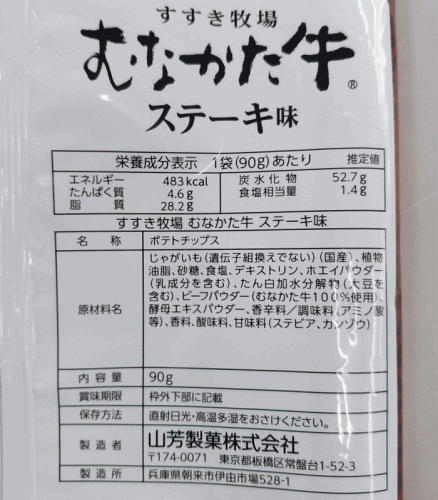 すすき牧場
むなかた牛®
ステーキ味
栄養成分表示 1袋(90g)あたり 推定値
エネルギー 483kcal 炭水化物 52.7g
たんぱく質 4.6g 食塩相当量 1.4g
脂質 28.2g
すすき牧場 むなかた牛 ステーキ味
名称 ポテトチップス
原材料名 じゃがいも(遺伝子組換えでない)(国産)、植物
油脂、砂糖、食塩、デキストリン、ホエイパウダー
(乳成分を含む)、たん白加水分解物(大豆を
含む)、ビーフパウダー(むなかた牛100%使用)、
酵母エキスパウダー、香辛料/調味料(アミノ酸
等)、香料、酸味料、甘味料(ステビア、カンゾウ)
内容量 90g
賞味期限 枠外下部に記載
保存方法 直射日光・高温多湿をおさけください。
製造者 山芳製菓株式会社
〒174-0071 東京都板橋区常盤台1-52-3
製造所 兵庫県朝来市伊由市場528-1